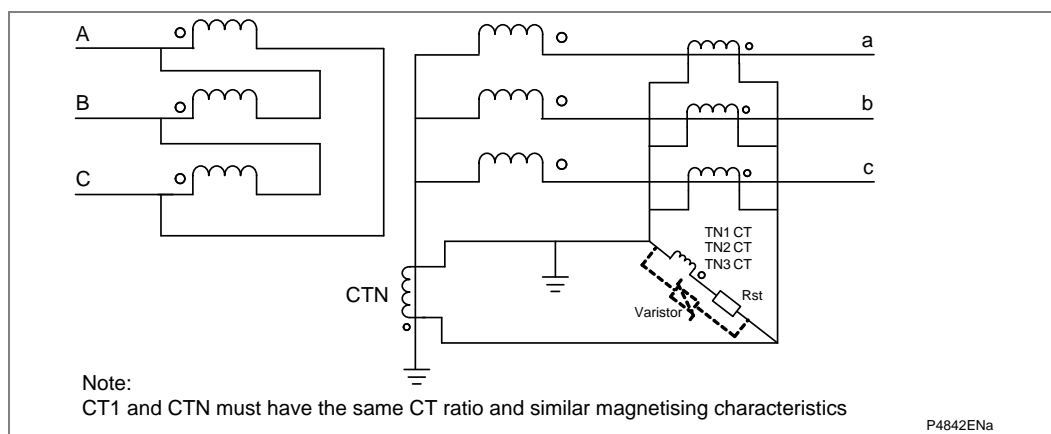 A
a
B
b
C
c
TN1 CT
TN2 CT
TN3 CT
CTN
Rst
Varistor
Note:
CT1 and CTN must have the same CT ratio and similar magnetising characteristics
P4842ENa